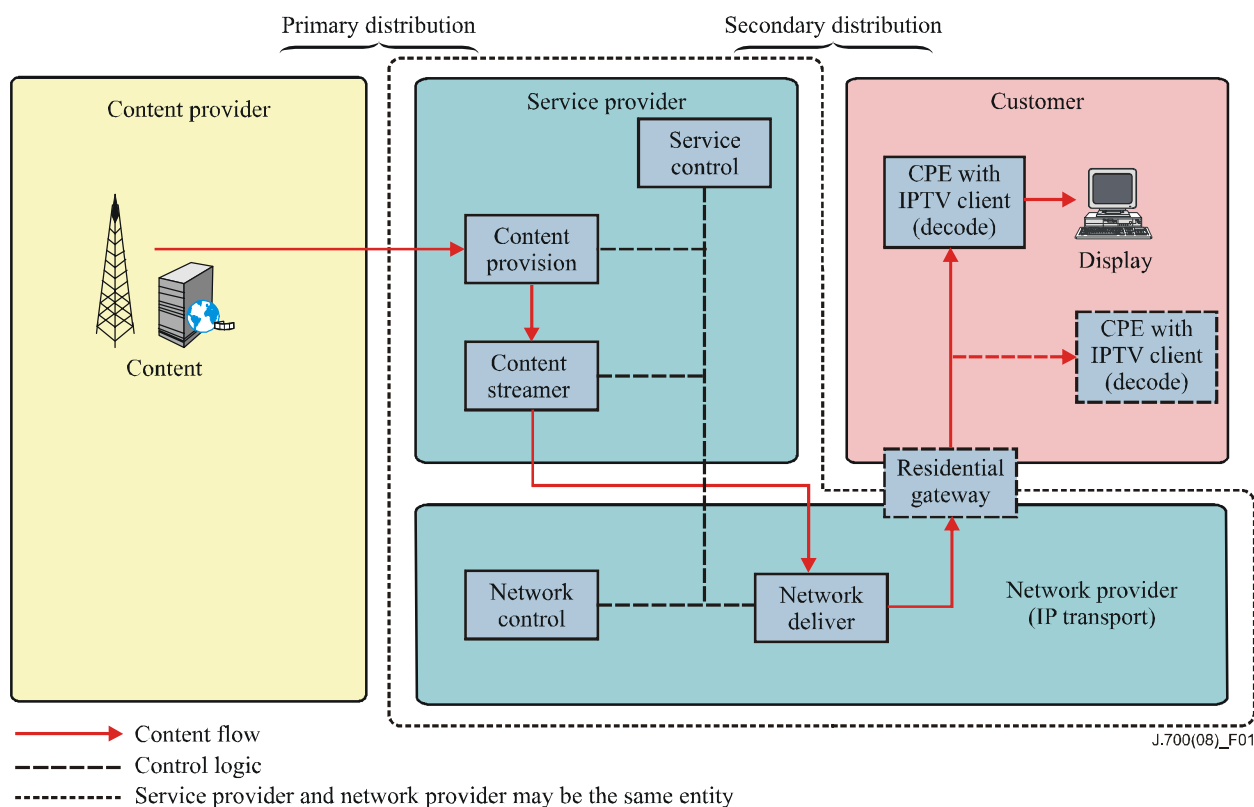 Primary distribution
Secondary distribution
Content provider
Content
Service provider
Service
control
Content
provision
Content
streamer
Customer
CPE with
IPTV client
(decode)
Display
CPE with
IPTV client
(decode)
Residential
gateway
Network
control
Network
deliver
Network provider
(IP transport)
J.700(08)_F01
Content flow
Control logic
Service provider and network provider may be the same entity